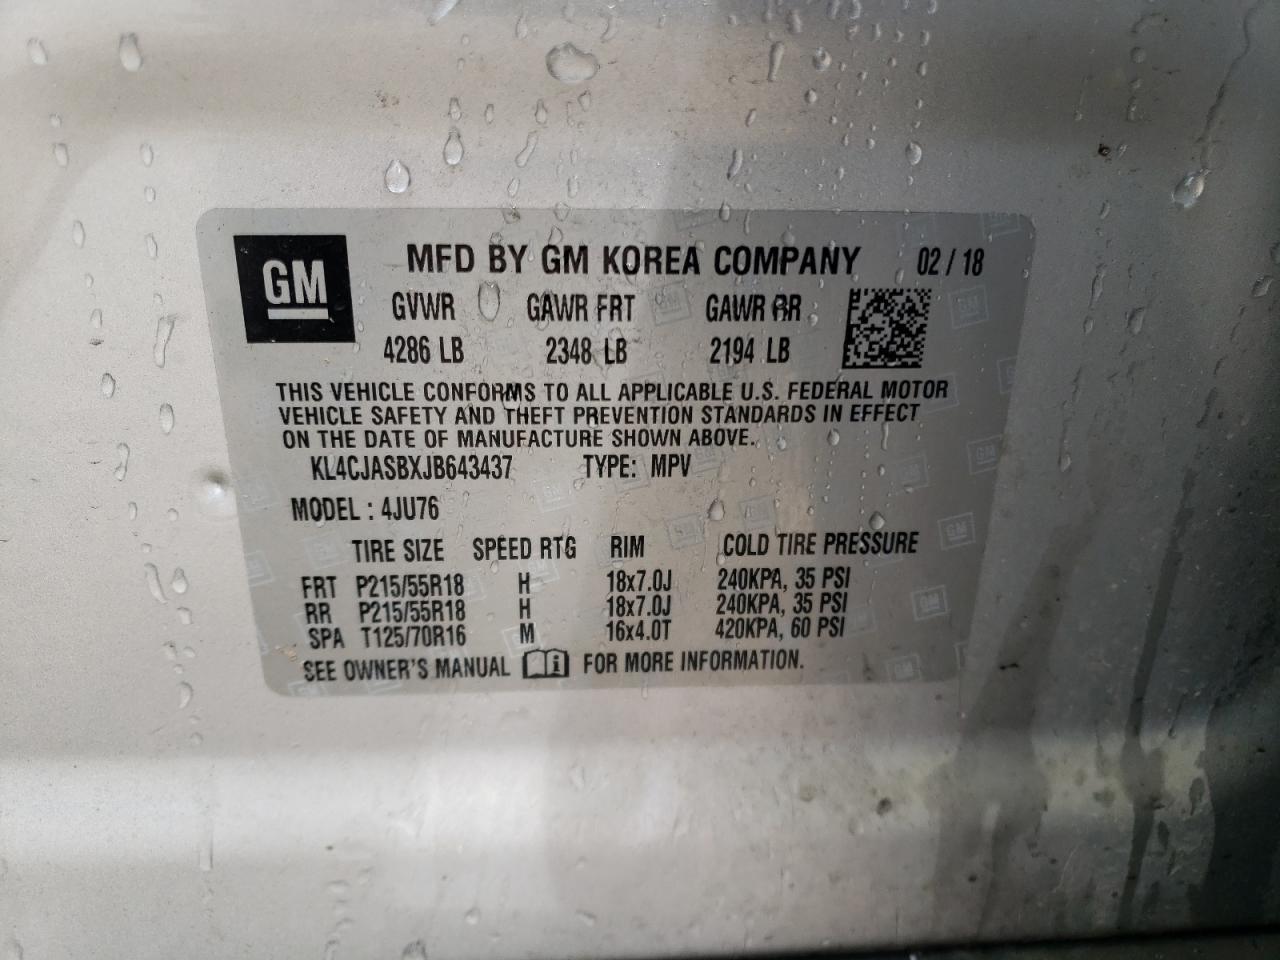 GM
MFD BY GM KOREA COMPANY 02 / 18
GVWR GAWR FRT GAWR RR
4286 LB 2348 LB 2194 LB
THIS VEHICLE CONFORMS TO ALL APPLICABLE U.S. FEDERAL MOTOR
VEHICLE SAFETY AND THEFT PREVENTION STANDARDS IN EFFECT
ON THE DATE OF MANUFACTURE SHOWN ABOVE.
KL4CJASBXJB643437 TYPE: MPV
MODEL : 4JU76
TIRE SIZE SPEED RTG RIM COLD TIRE PRESSURE
FRT P215/55R18 H 18x7.0J 240KPA, 35 PSI
RR P215/55R18 H 18x7.0J 240KPA, 35 PSI
SPA T125/70R16 M 16x4.0T 420KPA, 60 PSI
SEE OWNER'S MANUAL i FOR MORE INFORMATION.